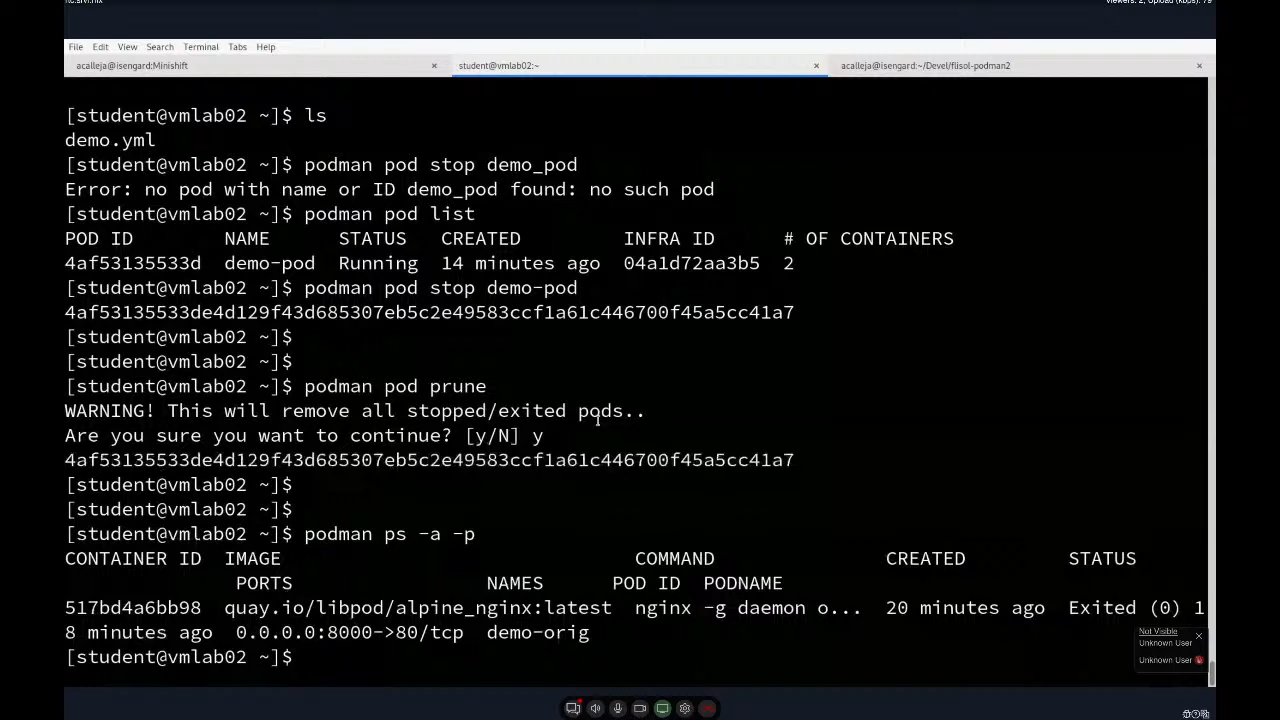 Viewers: 2, Upload (kbps): 79
File Edit View Search Terminal Tabs Help
acalleja@isengard:Minishift × student@vmlab02:~ × acalleja@isengard:~/Devel/flisol-podman2 ×
[student@vmlab02 ~]$ ls
demo.yml
[student@vmlab02 ~]$ podman pod stop demo_pod
Error: no pod with name or ID demo_pod found: no such pod
[student@vmlab02 ~]$ podman pod list
POD ID NAME STATUS CREATED INFRA ID # OF CONTAINERS
4af53135533d demo-pod Running 14 minutes ago 04a1d72aa3b5 2
[student@vmlab02 ~]$ podman pod stop demo-pod
4af53135533de4d129f43d685307eb5c2e49583ccf1a61c446700f45a5cc41a7
[student@vmlab02 ~]$
[student@vmlab02 ~]$
[student@vmlab02 ~]$ podman pod prune
WARNING! This will remove all stopped/exited pods..
Are you sure you want to continue? [y/N] y
4af53135533de4d129f43d685307eb5c2e49583ccf1a61c446700f45a5cc41a7
[student@vmlab02 ~]$
[student@vmlab02 ~]$
[student@vmlab02 ~]$ podman ps -a -p
CONTAINER ID IMAGE COMMAND CREATED STATUS
PORTS NAMES POD ID PODNAME
517bd4a6bb98 quay.io/libpod/alpine_nginx:latest nginx -g daemon o... 20 minutes ago Exited (0) 1
8 minutes ago 0.0.0.0:8000->80/tcp demo-orig
[student@vmlab02 ~]$
Not Visible
Unknown User
Unknown User